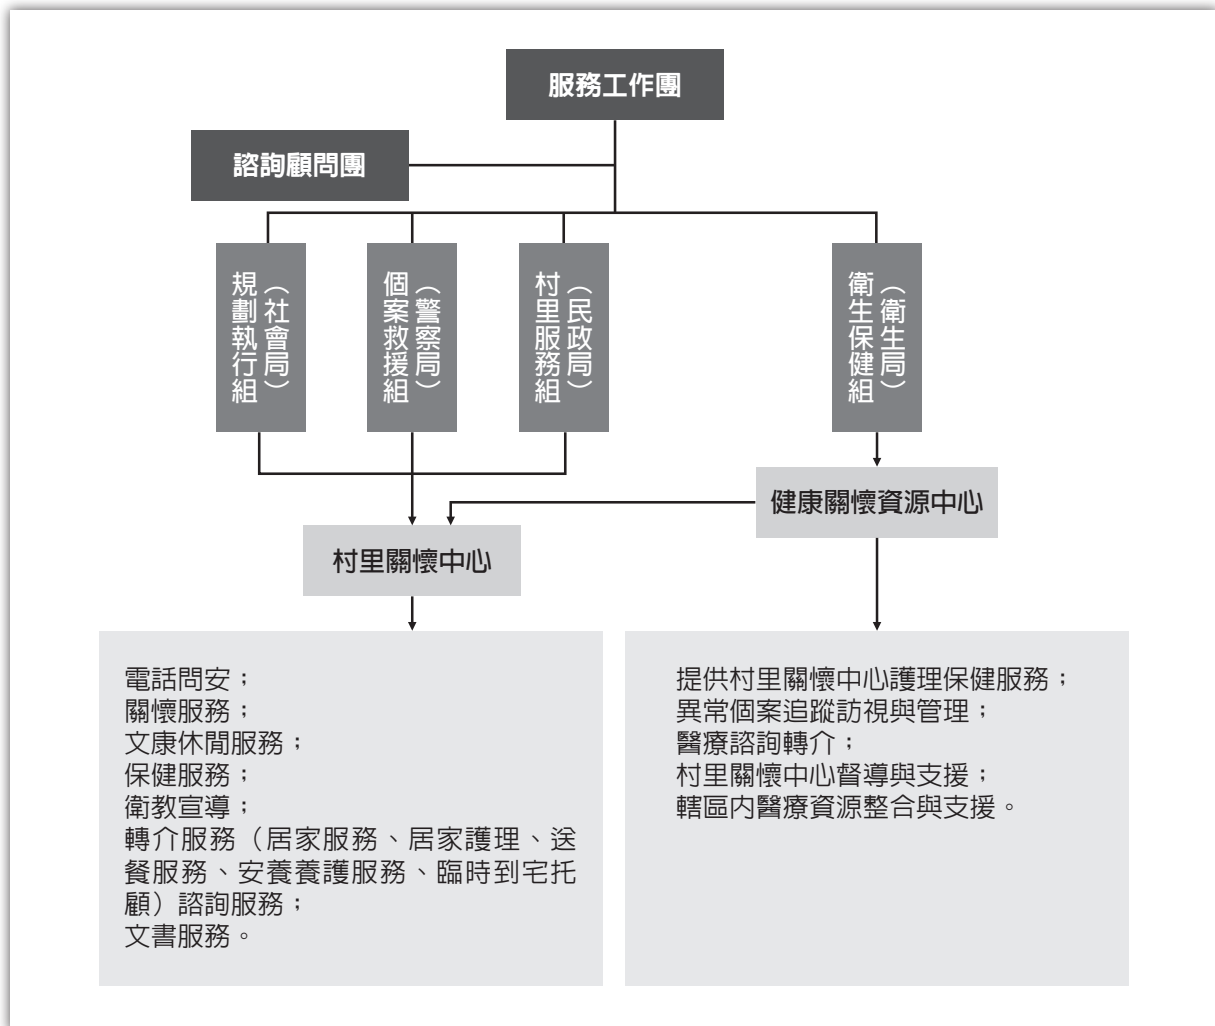 服務工作團
諮詢顧問團
規劃執行組
（社會局）
個案救援組
（警察局）
村里服務組
（民政局）
衛生保健組
（衛生局）
健康關懷資源中心
村里關懷中心
電話問安；
關懷服務；
文康休閒服務；
保健服務；
衛教宣導；
轉介服務（居家服務、居家護理、送
餐服務、安養養護服務、臨時到宅托
顧）諮詢服務；
文書服務。
提供村里關懷中心護理保健服務；
異常個案追蹤訪視與管理；
醫療諮詢轉介；
村里關懷中心督導與支援；
轄區內醫療資源整合與支援。